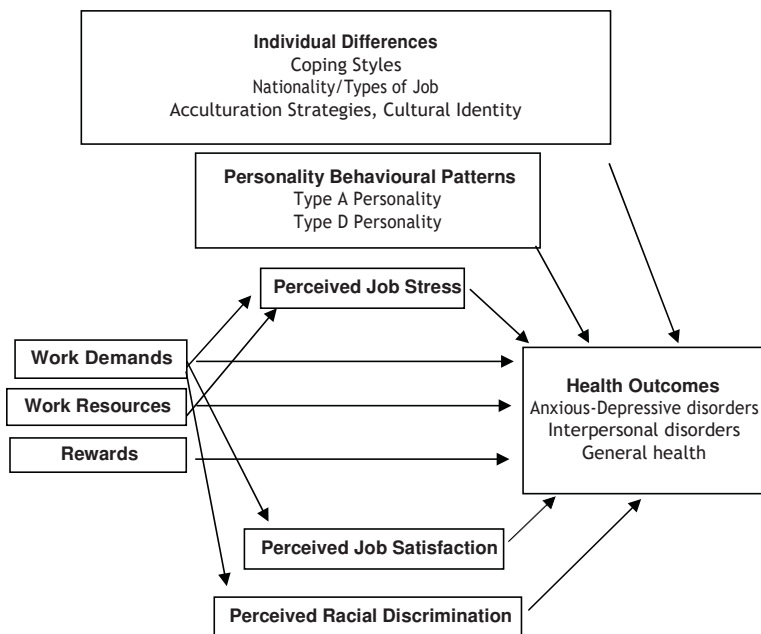 Individual Differences
Coping Styles
Nationality/Types of Job
Acculturation Strategies, Cultural Identity
Personality Behavioural Patterns
Type A Personality
Type D Personality
Perceived Job Stress
Work Demands
Work Resources
Rewards
Health Outcomes
Anxious-Depressive disorders
Interpersonal disorders
General health
Perceived Job Satisfaction
Perceived Racial Discrimination